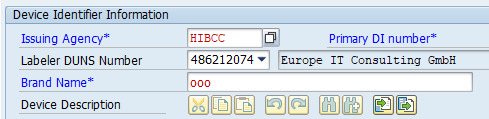 Device Identifier Information
Issuing Agency* HIBCC Primary DI number*
Labeler DUNS Number 486212074 Europe IT Consulting GmbH
Brand Name* ooo
Device Description